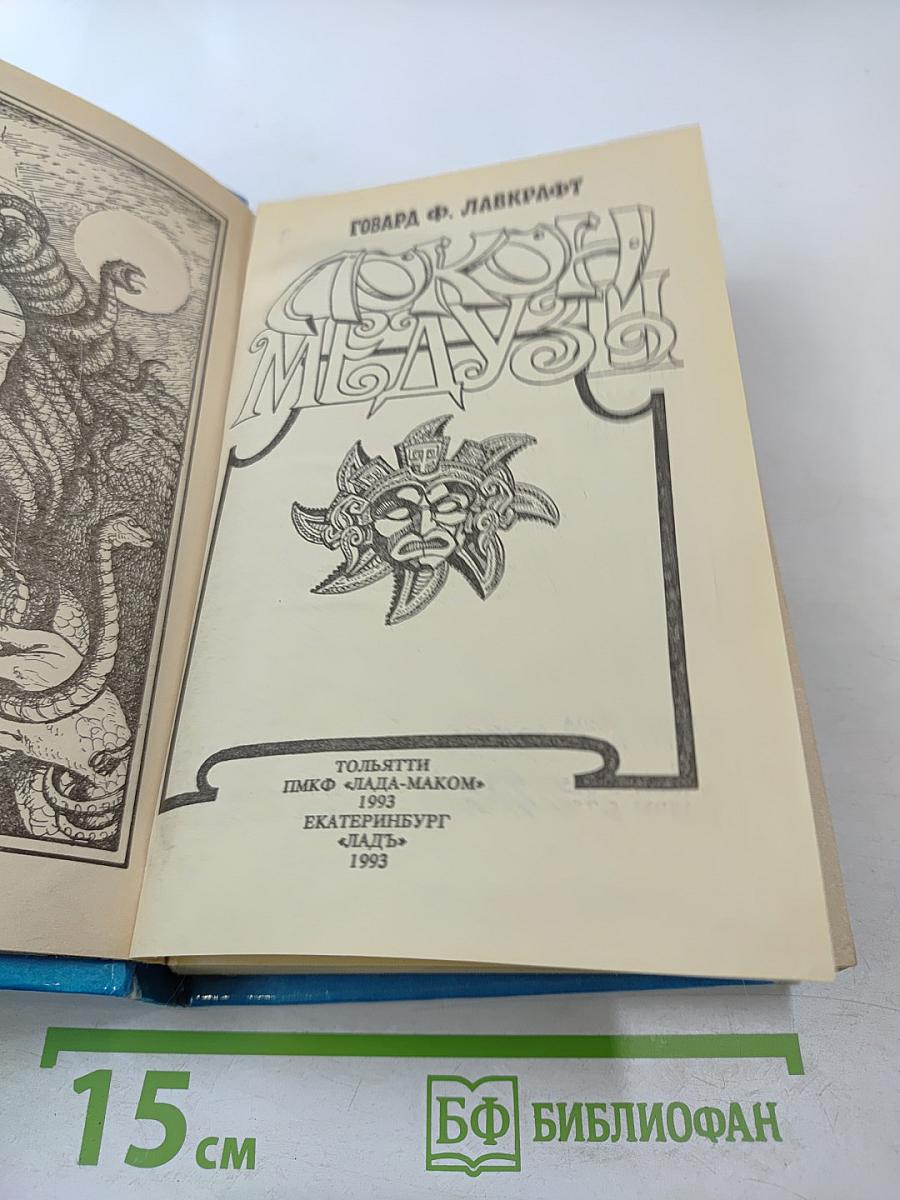 ГОВАРД Ф. ЛАВКРАФТ
ЛОКОН
МЕДУЗЫ
ТОЛЬЯТТИ
ПМКФ «ЛАДА-МАКОМ»
1993
ЕКАТЕРИНБУРГ
«ЛАДЪ»
1993
15 см
БФ БИБЛИОФАН